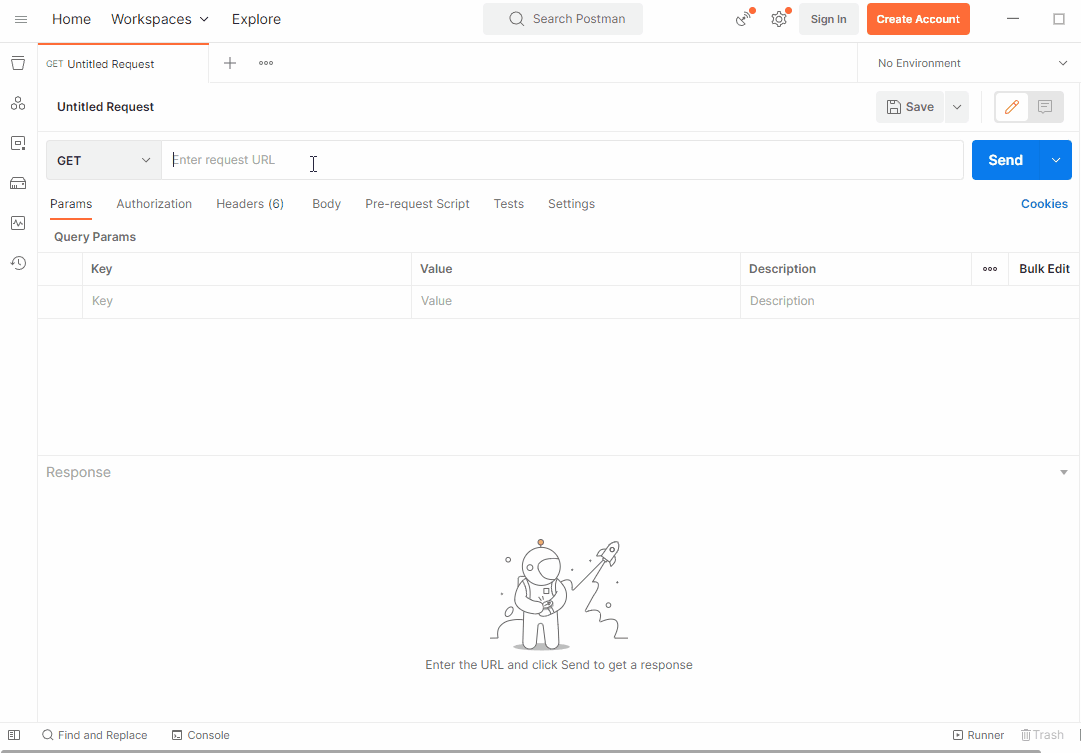 Home Workspaces Explore Search Postman Sign In Create Account
GET Untitled Request No Environment
Untitled Request Save
GET Enter request URL Send
Params Authorization Headers (6) Body Pre-request Script Tests Settings Cookies
Query Params
Key Value Description Bulk Edit
Key Value Description
Response
Enter the URL and click Send to get a response
Find and Replace Console Runner Trash